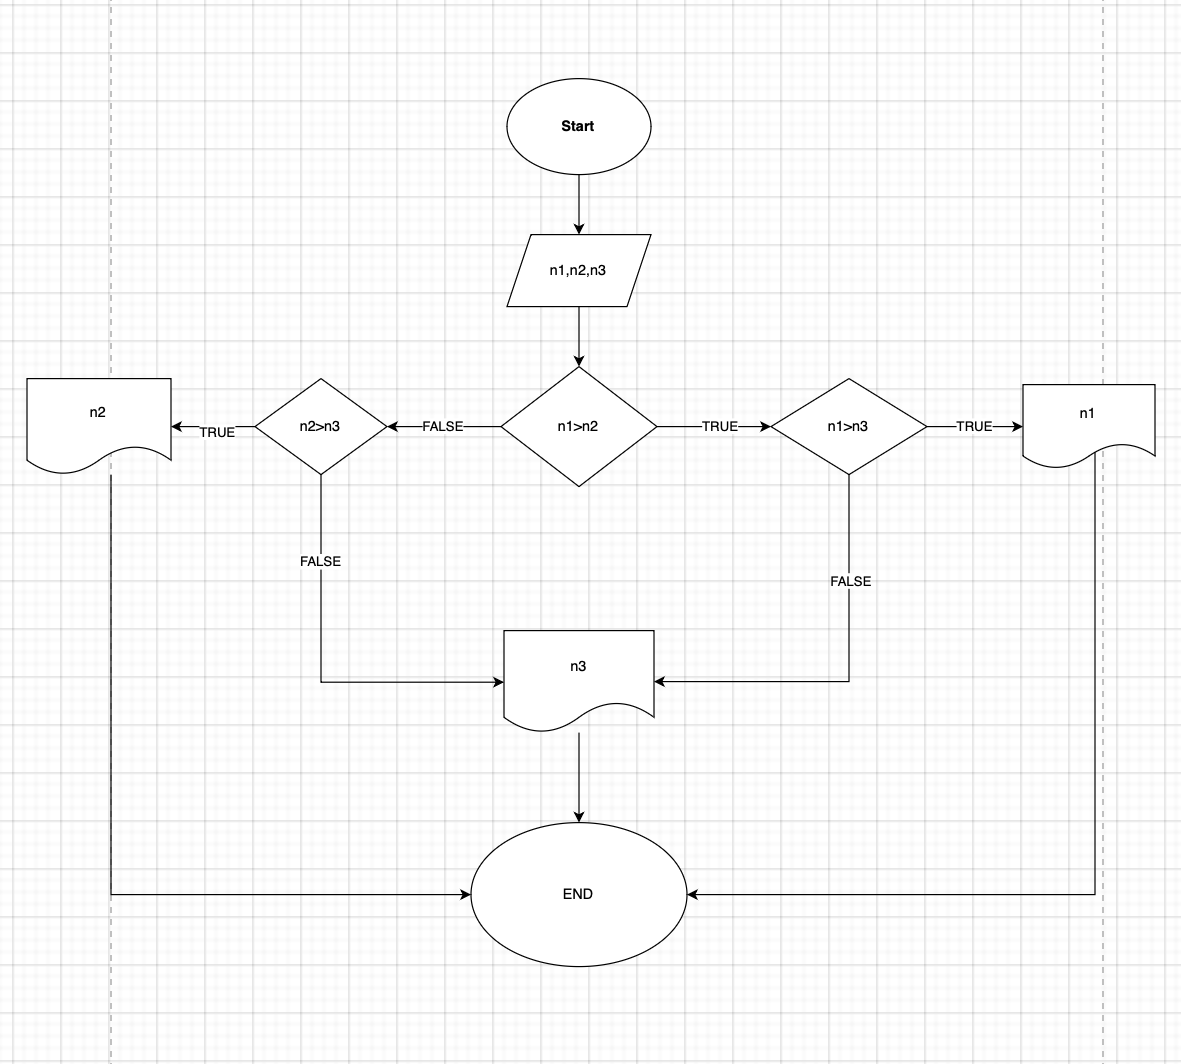 Start
n1,n2,n3
n2
TRUE
n2>n3
FALSE
n1>n2
TRUE
n1>n3
TRUE
n1
FALSE
FALSE
n3
END